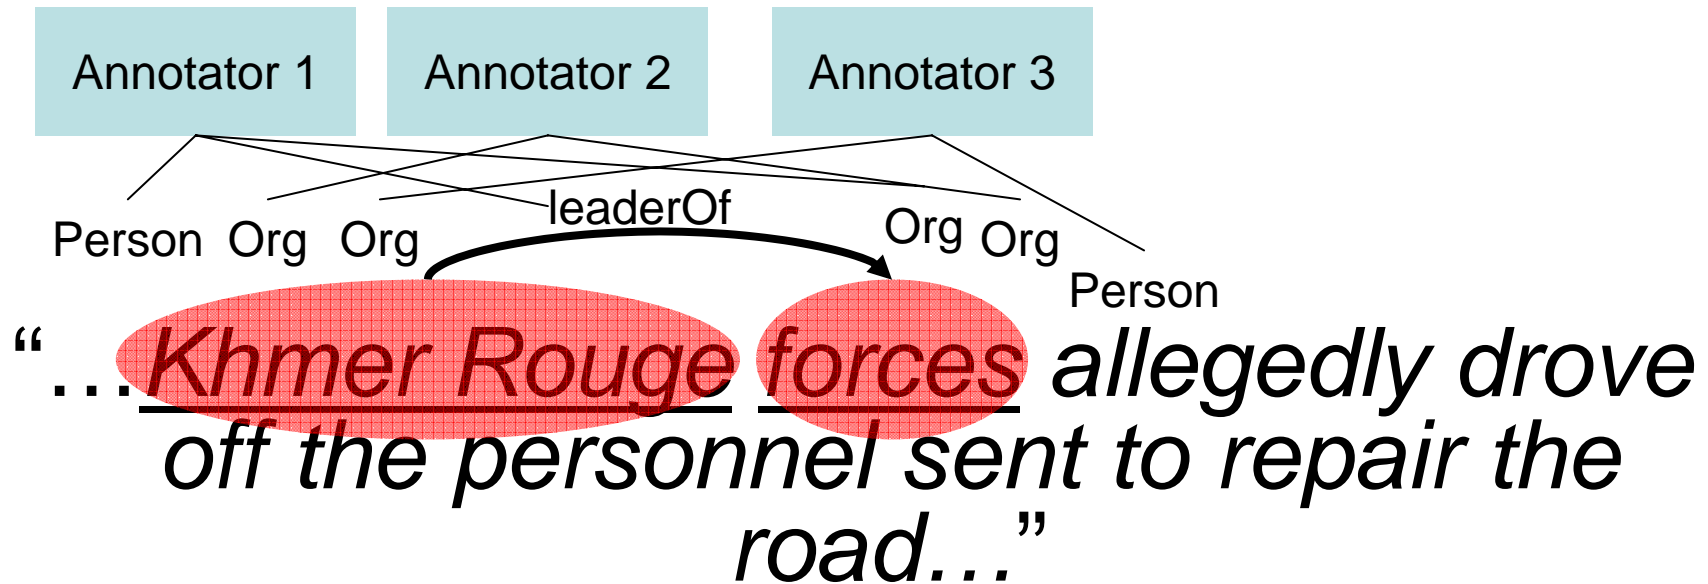 Annotator 1 Annotator 2 Annotator 3
leaderOf
Person Org Org Org Org
Person
“…Khmer Rouge forces allegedly drove
off the personnel sent to repair the
road…”